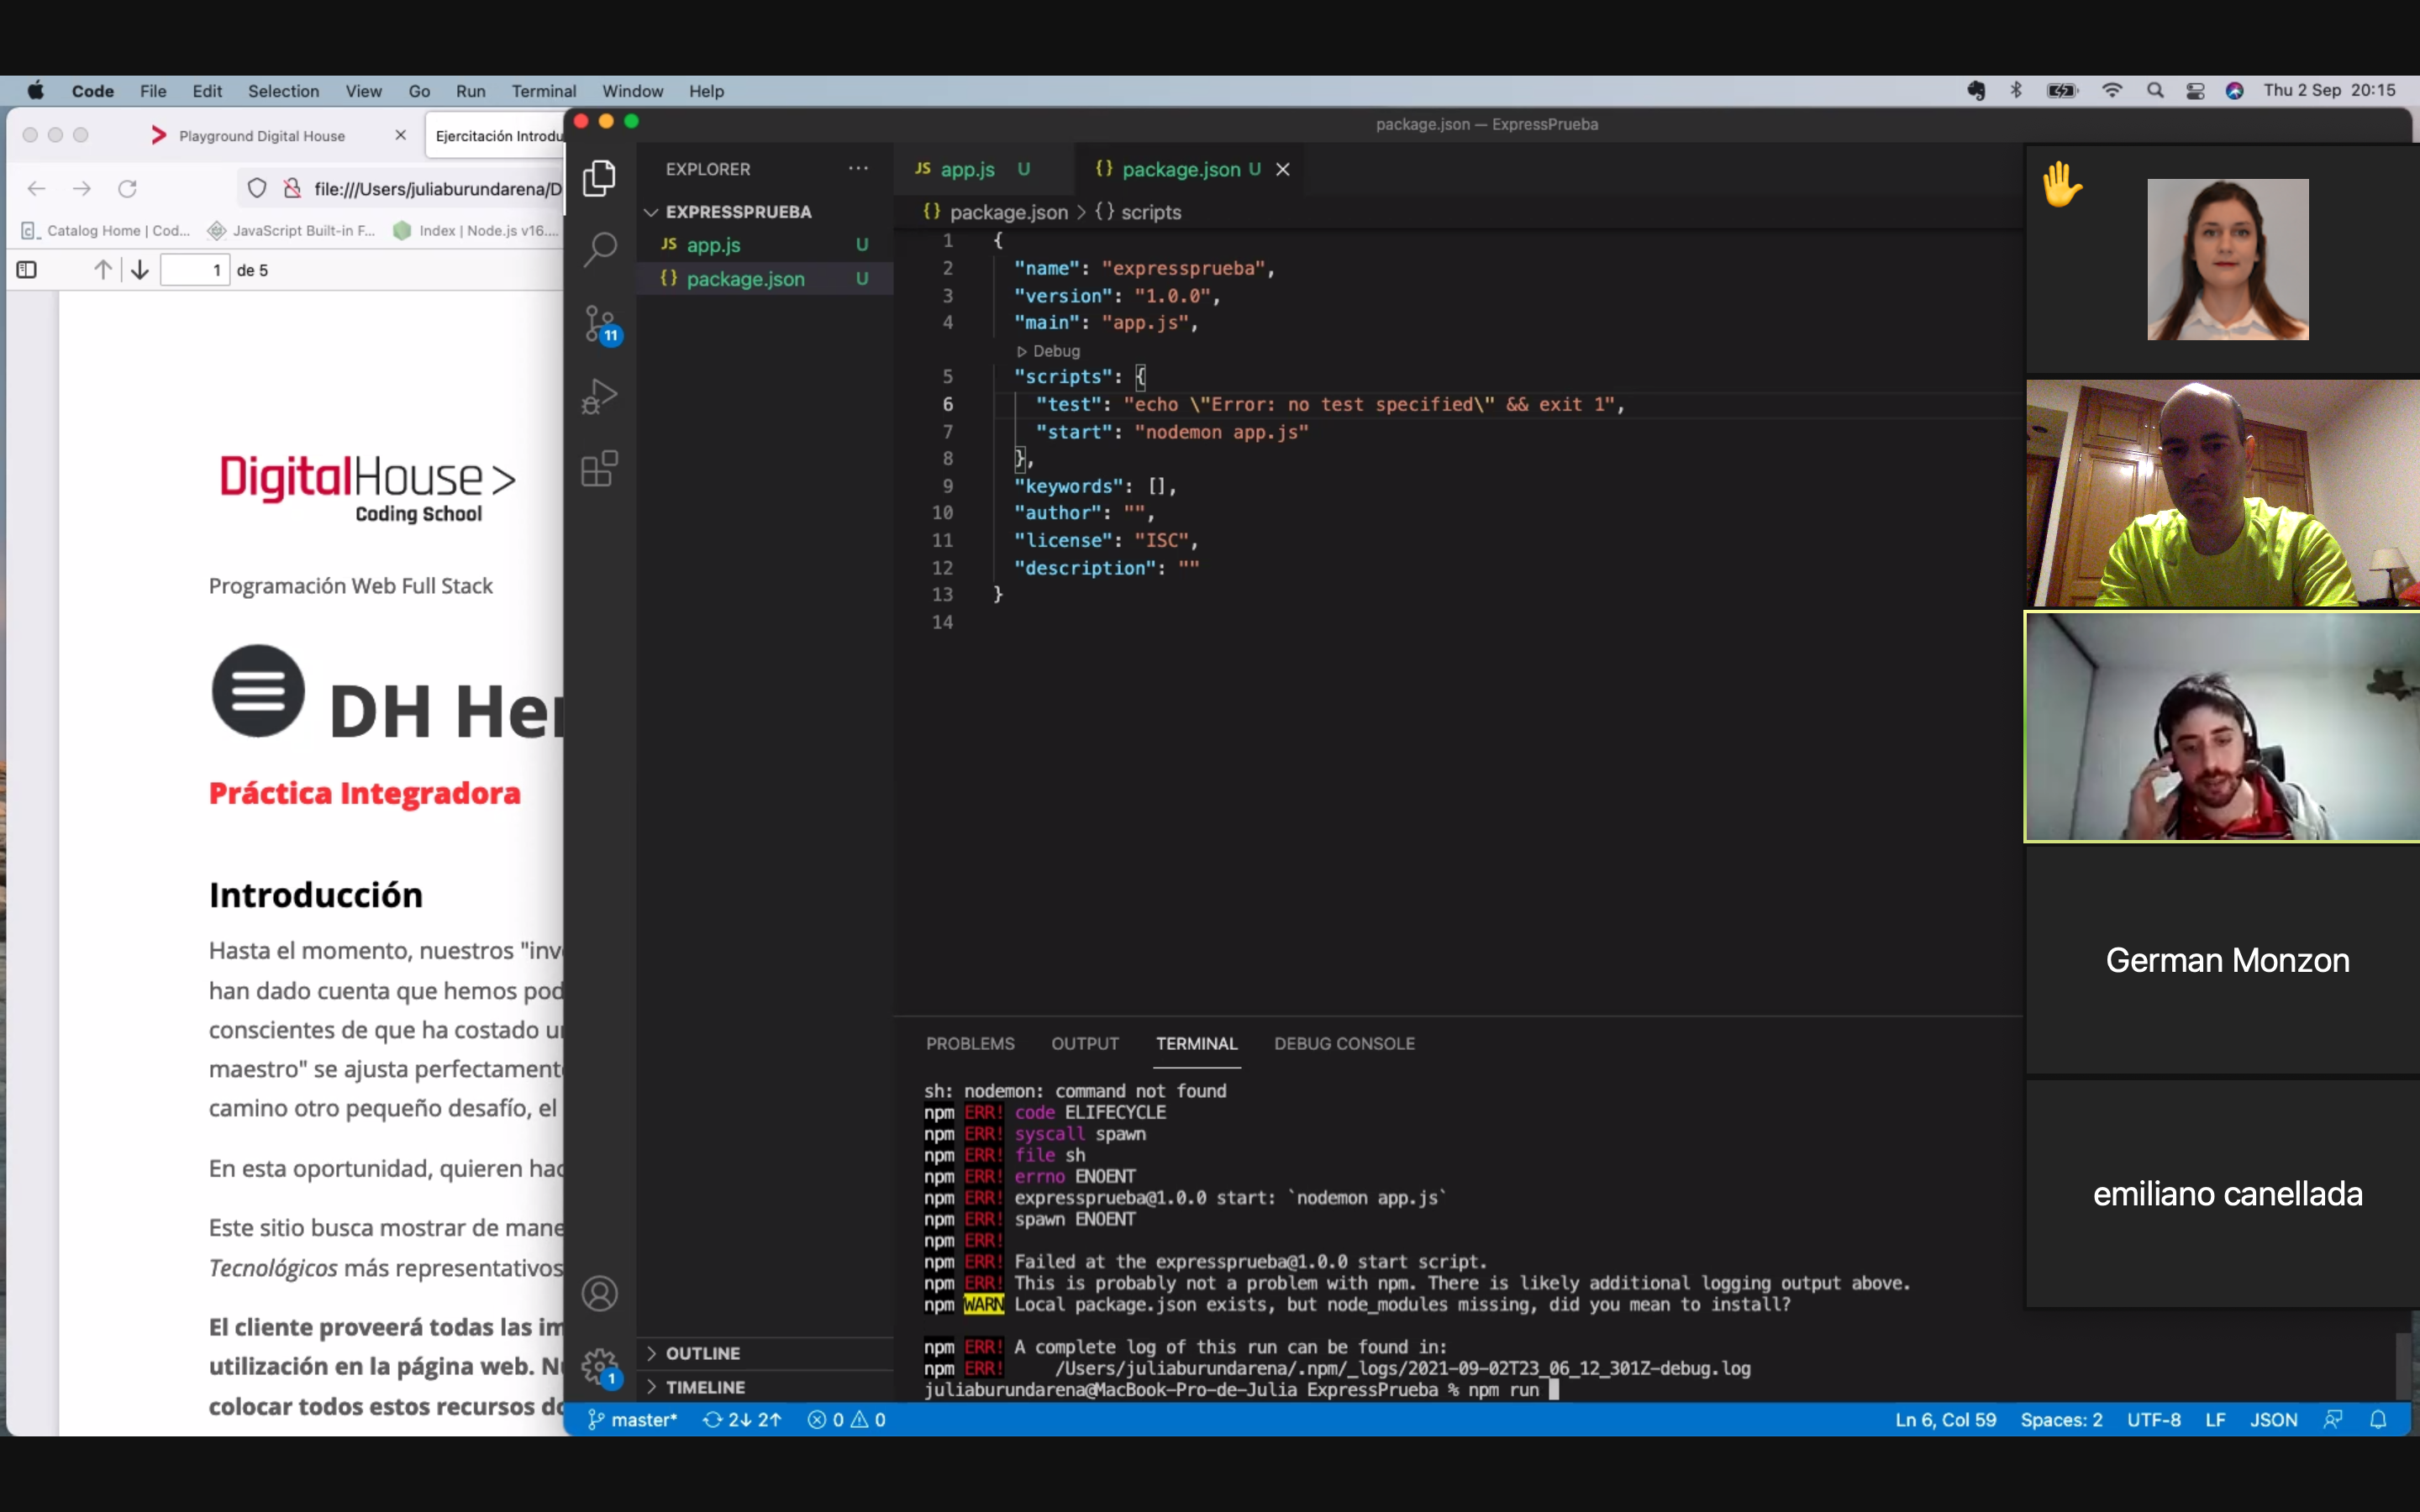 Code File Edit Selection View Go Run Terminal Window Help
Thu 2 Sep 20:15
Playground Digital House
Ejercitación Introdu
file:///Users/juliaburundarena/D
Catalog Home | Cod...
JavaScript Built-in F...
Index | Node.js v16....
1 de 5
DigitalHouse >
Coding School
Programación Web Full Stack
DH Her
Práctica Integradora
Introducción
Hasta el momento, nuestros "inv
han dado cuenta que hemos pod
conscientes de que ha costado u
maestro" se ajusta perfectament
camino otro pequeño desafío, el
En esta oportunidad, quieren hac
Este sitio busca mostrar de mane
Tecnológicos más representativos
El cliente proveerá todas las im
utilización en la página web. Nu
colocar todos estos recursos do
package.json — ExpressPrueba
EXPLORER
EXPRESSPRUEBA
JS app.js U
{} package.json U
11
1
OUTLINE
TIMELINE
JS app.js U
{} package.json U
{} package.json > {} scripts
1 {
2 "name": "expressprueba",
3 "version": "1.0.0",
4 "main": "app.js",
Debug
5 "scripts": {
6 "test": "echo \"Error: no test specified\" && exit 1",
7 "start": "nodemon app.js"
8 },
9 "keywords": [],
10 "author": "",
11 "license": "ISC",
12 "description": ""
13 }
14
PROBLEMS OUTPUT TERMINAL DEBUG CONSOLE
sh: nodemon: command not found
npm ERR! code ELIFECYCLE
npm ERR! syscall spawn
npm ERR! file sh
npm ERR! errno ENOENT
npm ERR! expressprueba@1.0.0 start: `nodemon app.js`
npm ERR! spawn ENOENT
npm ERR!
npm ERR! Failed at the expressprueba@1.0.0 start script.
npm ERR! This is probably not a problem with npm. There is likely additional logging output above.
npm WARN Local package.json exists, but node_modules missing, did you mean to install?
npm ERR! A complete log of this run can be found in:
npm ERR! /Users/juliaburundarena/.npm/_logs/2021-09-02T23_06_12_301Z-debug.log
juliaburundarena@MacBook-Pro-de-Julia ExpressPrueba % npm run
master* 2↓ 2↑ 0 0
Ln 6, Col 59 Spaces: 2 UTF-8 LF JSON
German Monzon
emiliano canellada